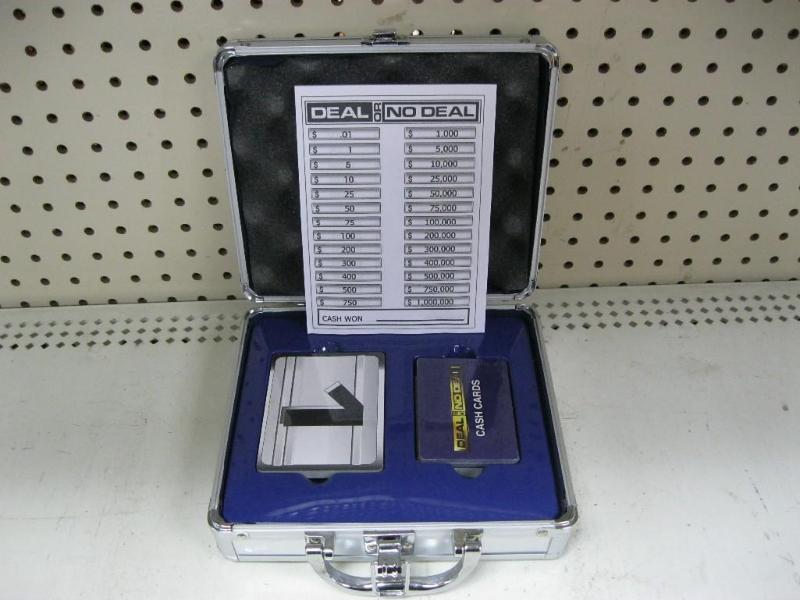 DEAL OR NO DEAL
$ .01 $ 1,000
$ 1 $ 5,000
$ 5 $ 10,000
$ 10 $ 25,000
$ 25 $ 50,000
$ 50 $ 75,000
$ 75 $ 100,000
$ 100 $ 200,000
$ 200 $ 300,000
$ 300 $ 400,000
$ 400 $ 500,000
$ 500 $ 750,000
$ 750 $ 1,000,000
CASH WON
1
DEAL OR NO DEAL
CASH CARDS